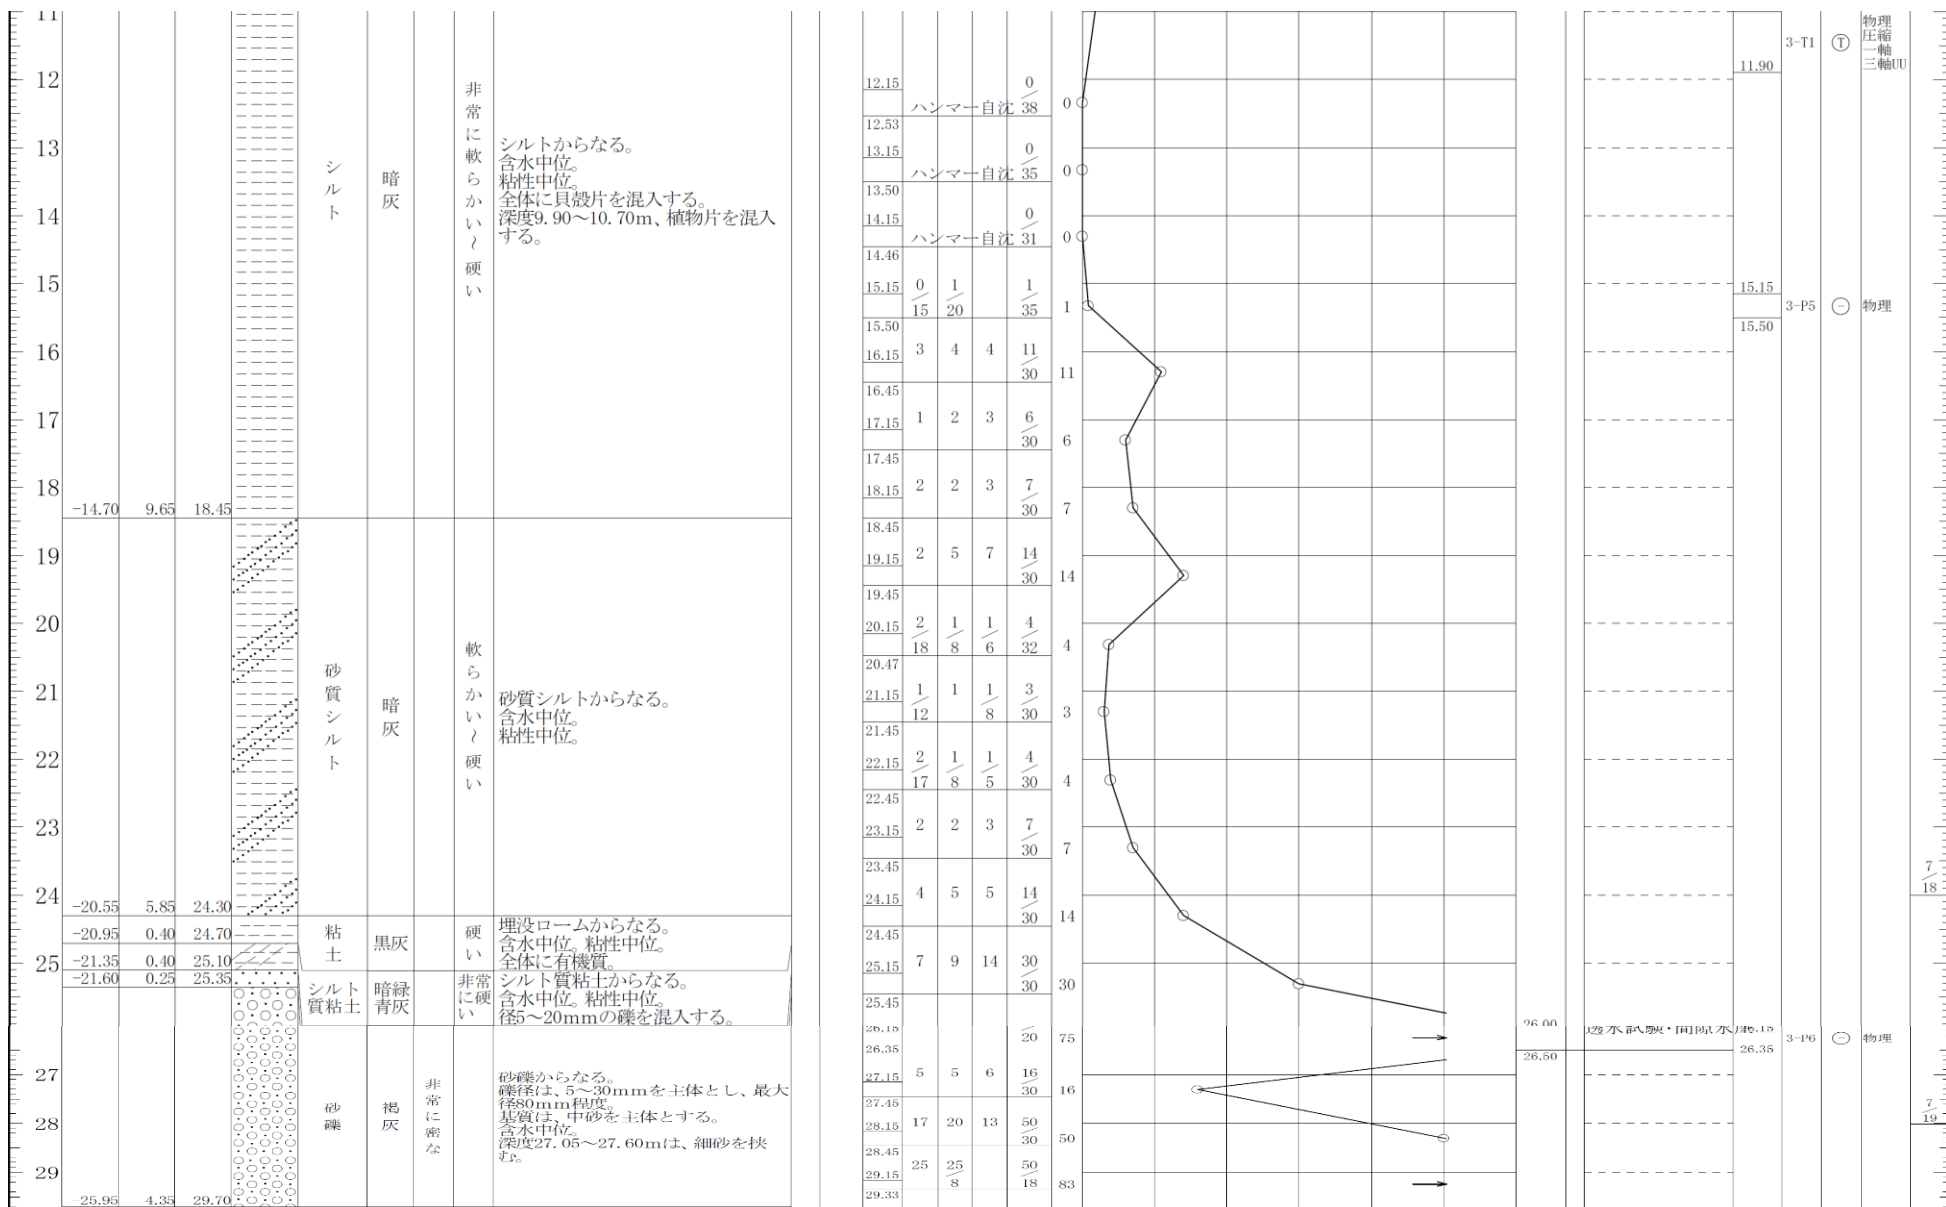 11
12
13
14
15
16
17
18
19
20
21
22
23
24
25
27
28
29
-14.70 9.65 18.45
-20.55 5.85 24.30
-20.95 0.40 24.70
-21.35 0.40 25.10
-21.60 0.25 25.35
-25.95 4.35 29.70
シルト
砂質シルト
粘土
シルト
質粘土
砂礫
暗灰
暗灰
黒灰
暗緑
青灰
褐灰
非常に軟らかい～硬い
軟らかい～硬い
硬い
非常
に硬
い
非常に密な
シルトからなる。
含水中位。
粘性中位。
全体に貝殻片を混入する。
深度9.90～10.70m、植物片を混入
する。
砂質シルトからなる。
含水中位。
粘性中位。
埋没ロームからなる。
含水中位。粘性中位。
全体に有機質。
シルト質粘土からなる。
含水中位。粘性中位。
径5～20mmの礫を混入する。
砂礫からなる。
礫径は、5～30mmを主体とし、最大
径80mm程度。
基質は、中砂を主体とする。
含水中位。
深度27.05～27.60mは、細砂を挟
む。
12.15 0
ハンマー自沈 38 0
12.53
13.15 0
ハンマー自沈 35 0
13.50
14.15 0
ハンマー自沈 31 0
14.46
15.15 0 1 1
15 20 35 1
15.50
16.15 3 4 4 11
30 11
16.45
17.15 1 2 3 6
30 6
17.45
18.15 2 2 3 7
30 7
18.45
19.15 2 5 7 14
30 14
19.45
20.15 2 1 1 4
18 8 6 32 4
20.47
21.15 1 1 1 3
12 8 30 3
21.45
22.15 2 1 1 4
17 8 5 30 4
22.45
23.15 2 2 3 7
30 7
23.45
24.15 4 5 5 14
30 14
24.45
25.15 7 9 14 30
30 30
25.45
26.15
20 75
26.35
27.15 5 5 6 16
30 16
27.45
28.15 17 20 13 50
30 50
28.45
29.15 25 25 50
8 18 83
29.33
26.00
26.50
透水試験・間隙水
11.90
3-T1 T
物理
圧縮
一軸
三軸UU
15.15
15.50
3-P5 物理
26.35
3-P6 物理
7/18
7/19